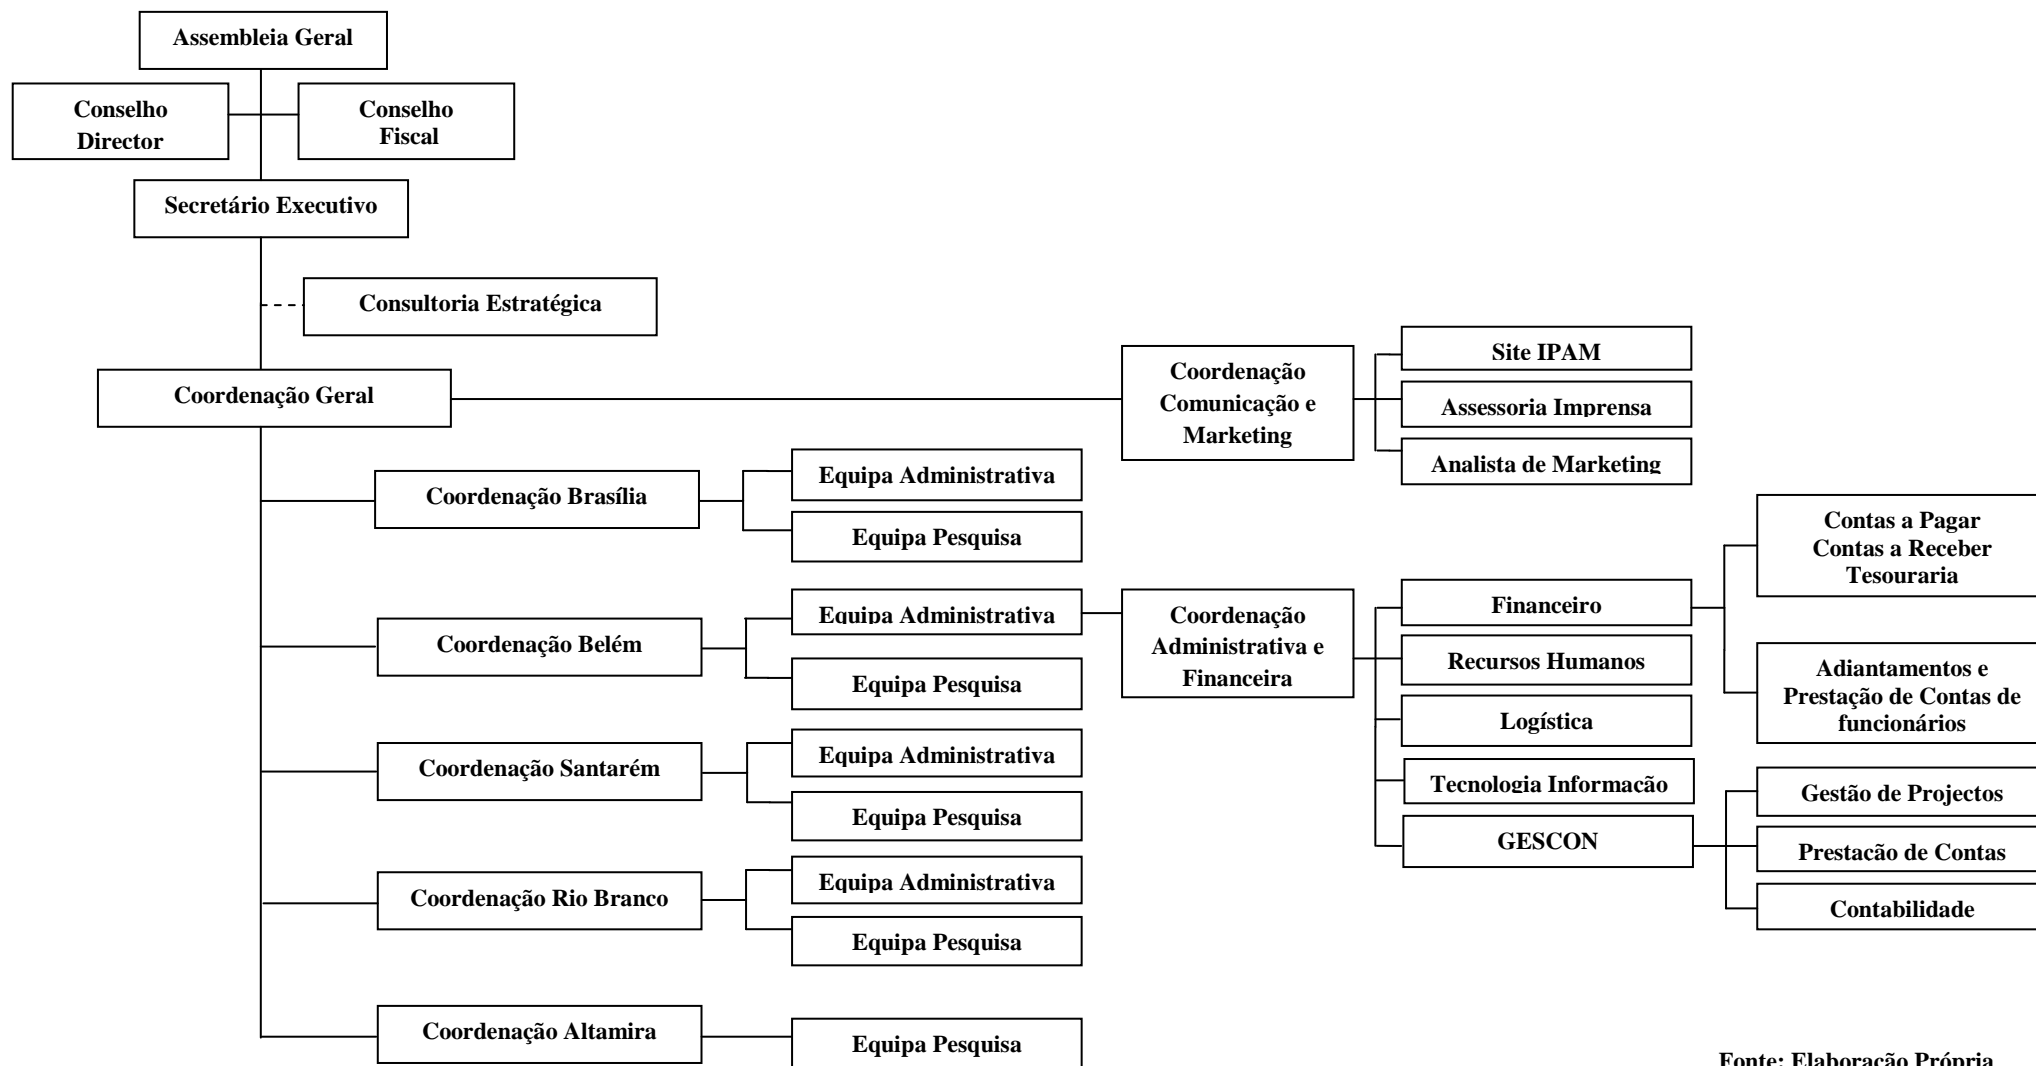 Assembleia Geral
Conselho
Director
Conselho
Fiscal
Secretário Executivo
Consultoria Estratégica
Coordenação Geral
Coordenação
Comunicação e
Marketing
Site IPAM
Assessoria Imprensa
Analista de Marketing
Coordenação Brasília
Equipa Administrativa
Equipa Pesquisa
Coordenação Belém
Equipa Administrativa
Equipa Pesquisa
Coordenação
Administrativa e
Financeira
Financeiro
Recursos Humanos
Logística
Tecnologia Informação
GESCON
Contas a Pagar
Contas a Receber
Tesouraria
Adiantamentos e
Prestação de Contas de
funcionários
Gestão de Projectos
Prestação de Contas
Contabilidade
Coordenação Santarém
Equipa Administrativa
Equipa Pesquisa
Coordenação Rio Branco
Equipa Administrativa
Equipa Pesquisa
Coordenação Altamira
Equipa Pesquisa
Fonte: Elaboração Própria